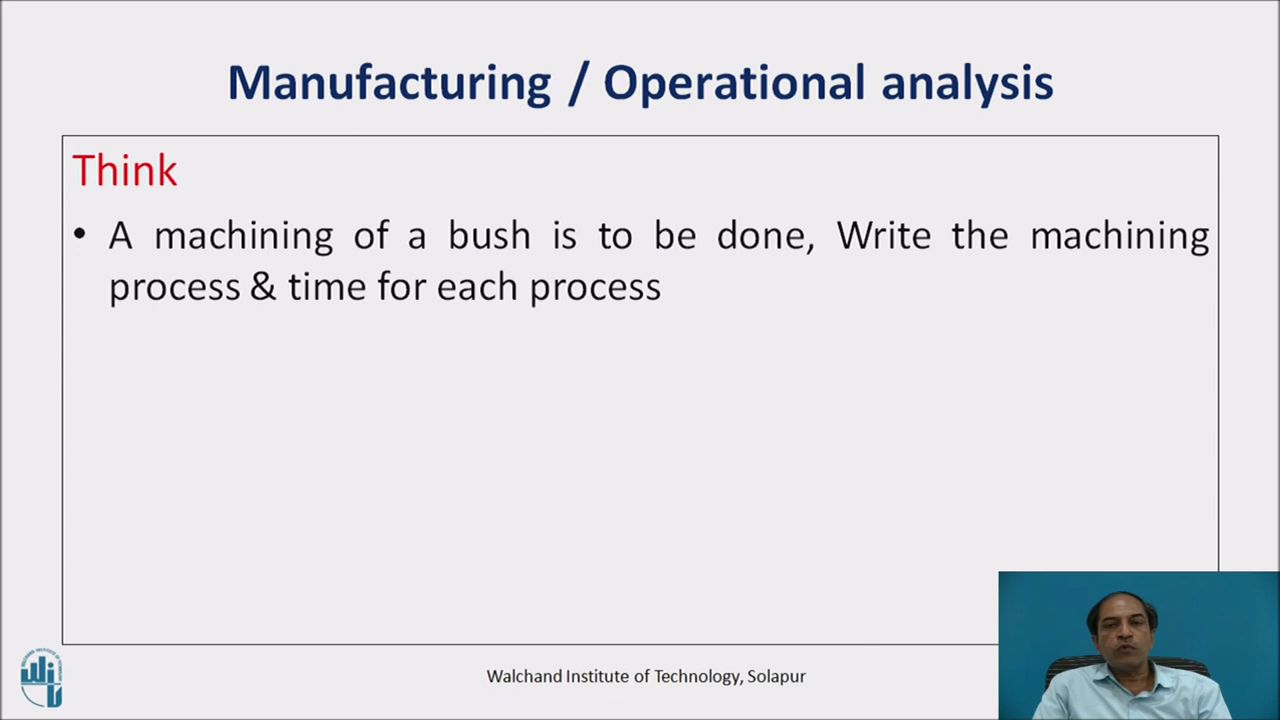 Manufacturing / Operational analysis
Think
• A machining of a bush is to be done, Write the machining
process & time for each process
Walchand Institute of Technology, Solapur